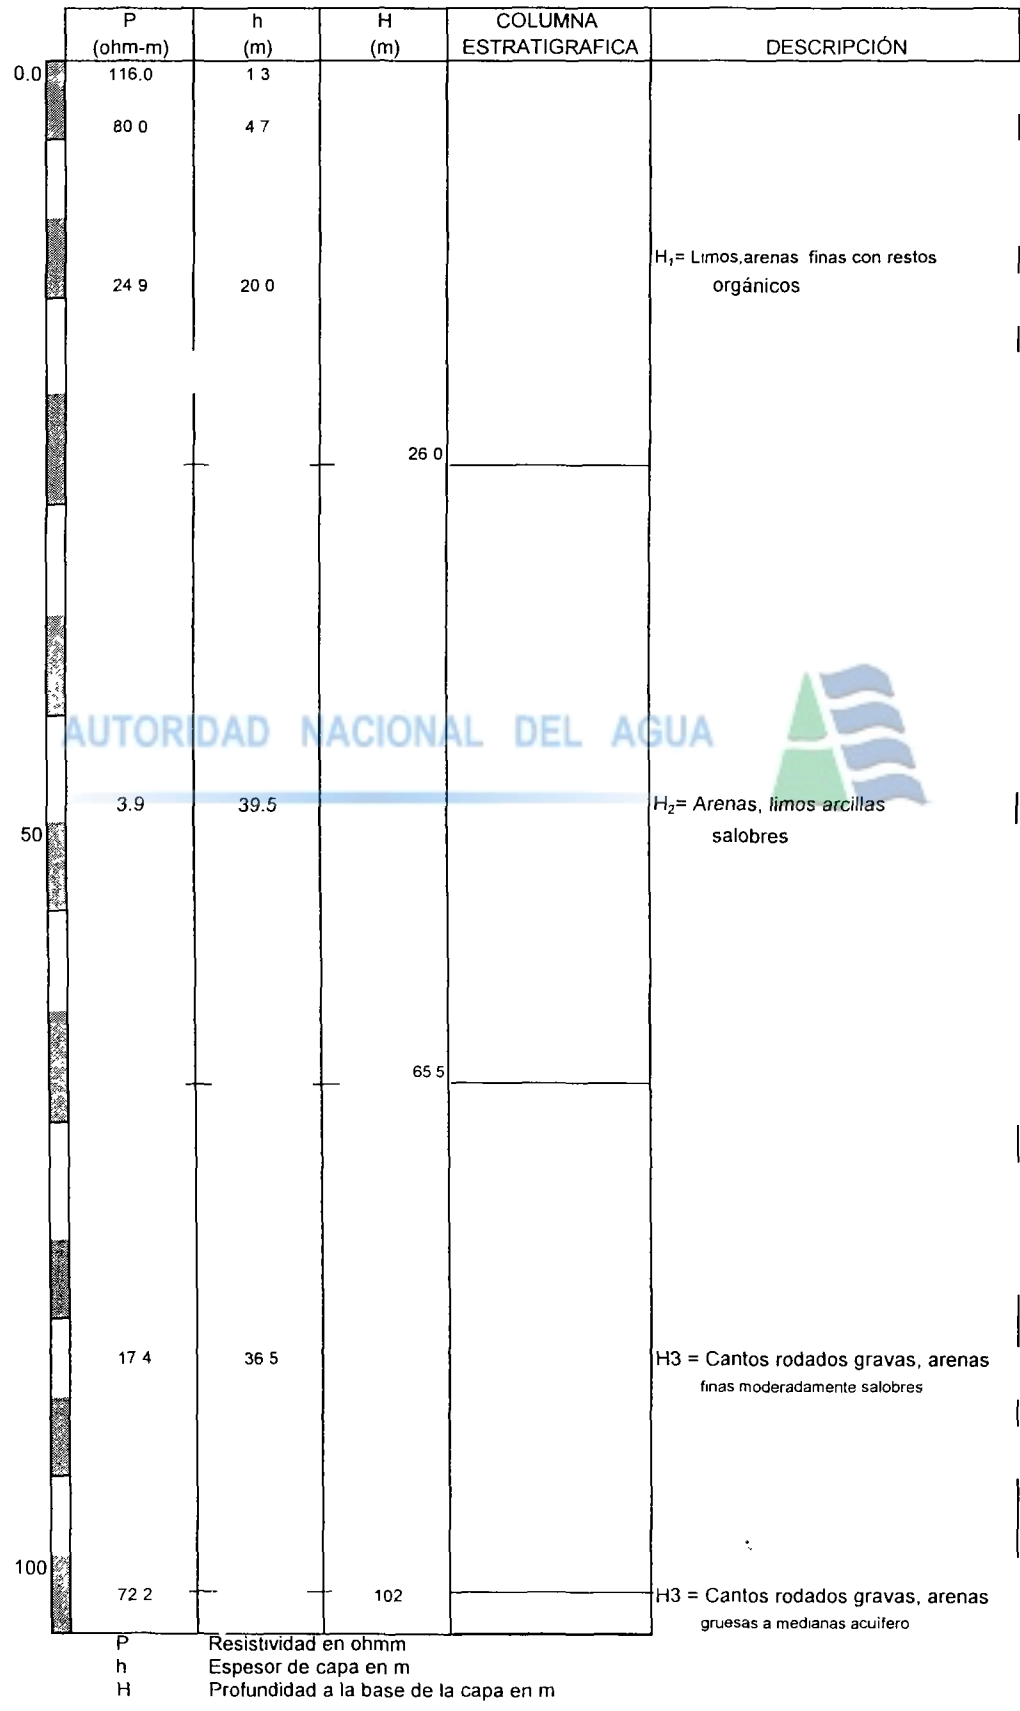 P h H COLUMNA
(ohm-m) (m) (m) ESTRATIGRAFICA DESCRIPCIÓN
0.0 116.0 1 3
80 0 4 7
H₁= Limos,arenas finas con restos
24 9 20 0 orgánicos
26 0
AUTORIDAD NACIONAL DEL AGUA
3.9 39.5 H₂= Arenas, limos arcillas
50 salobres
65 5
17 4 36 5 H3 = Cantos rodados gravas, arenas
finas moderadamente salobres
100
72 2 102 H3 = Cantos rodados gravas, arenas
gruesas a medianas acuifero
P Resistividad en ohmm
h Espesor de capa en m
H Profundidad a la base de la capa en m